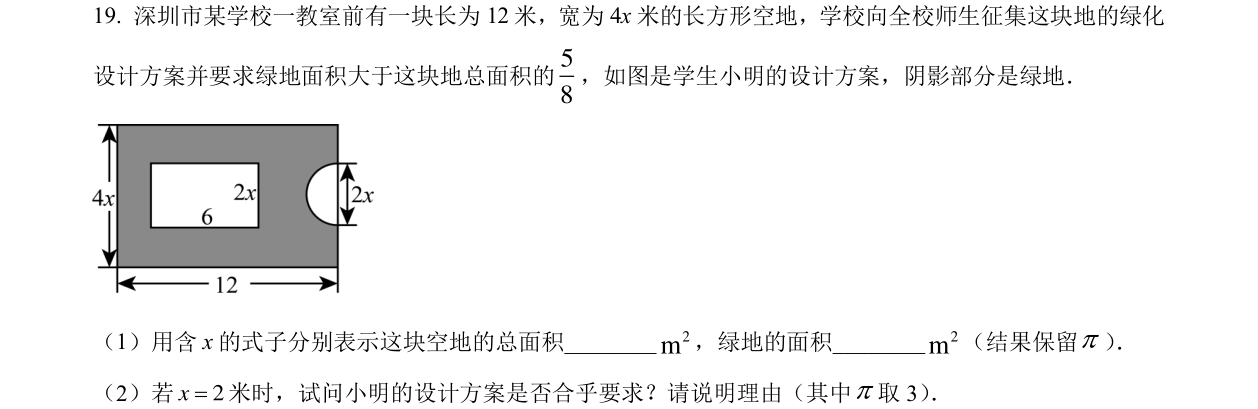 19. 深圳市某学校一教室前有一块长为 12 米，宽为 4x 米的长方形空地，学校向全校师生征集这块地的绿化
设计方案并要求绿地面积大于这块地总面积的 5/8，如图是学生小明的设计方案，阴影部分是绿地．
4x
2x
6
2x
12
（1）用含 x 的式子分别表示这块空地的总面积________m²，绿地的面积________m²（结果保留π）．
（2）若 x=2 米时，试问小明的设计方案是否合乎要求？请说明理由（其中π取 3）．